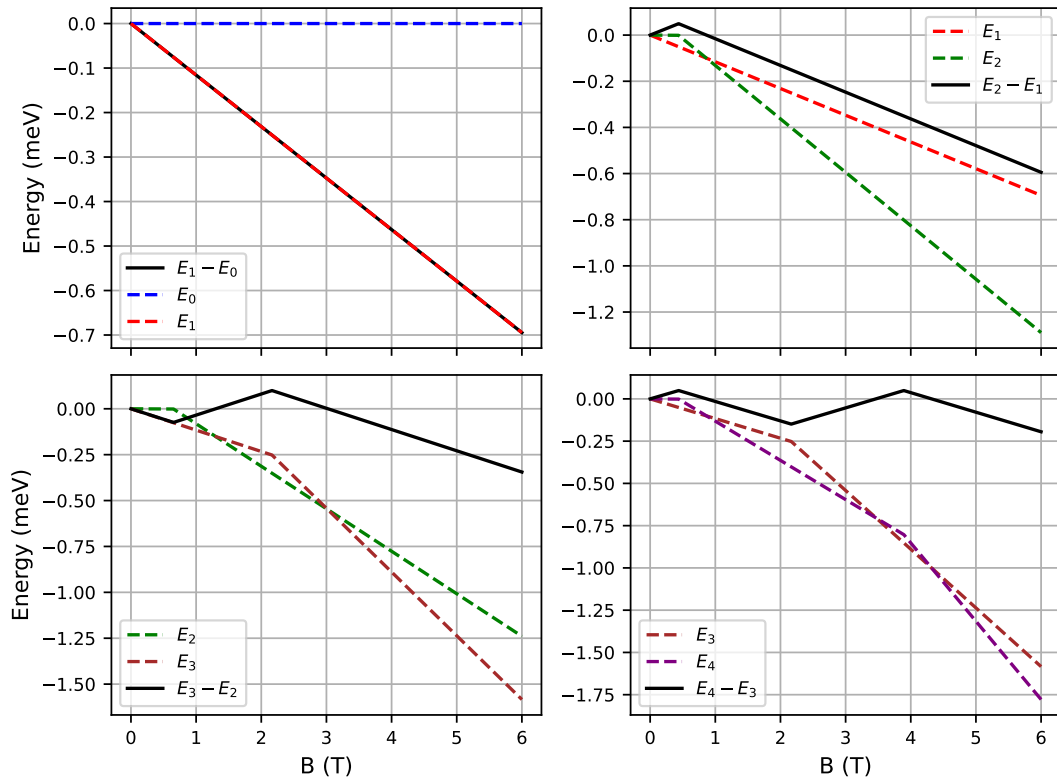 Energy (meV)
0.0
−0.1
−0.2
−0.3
−0.4
−0.5
−0.6
−0.7
E₁ − E₀
E₀
E₁
0.0
−0.2
−0.4
−0.6
−0.8
−1.0
−1.2
E₁
E₂
E₂ − E₁
Energy (meV)
0.00
−0.25
−0.50
−0.75
−1.00
−1.25
−1.50
E₂
E₃
E₃ − E₂
0 1 2 3 4 5 6
B (T)
0.00
−0.25
−0.50
−0.75
−1.00
−1.25
−1.50
−1.75
E₃
E₄
E₄ − E₃
0 1 2 3 4 5 6
B (T)